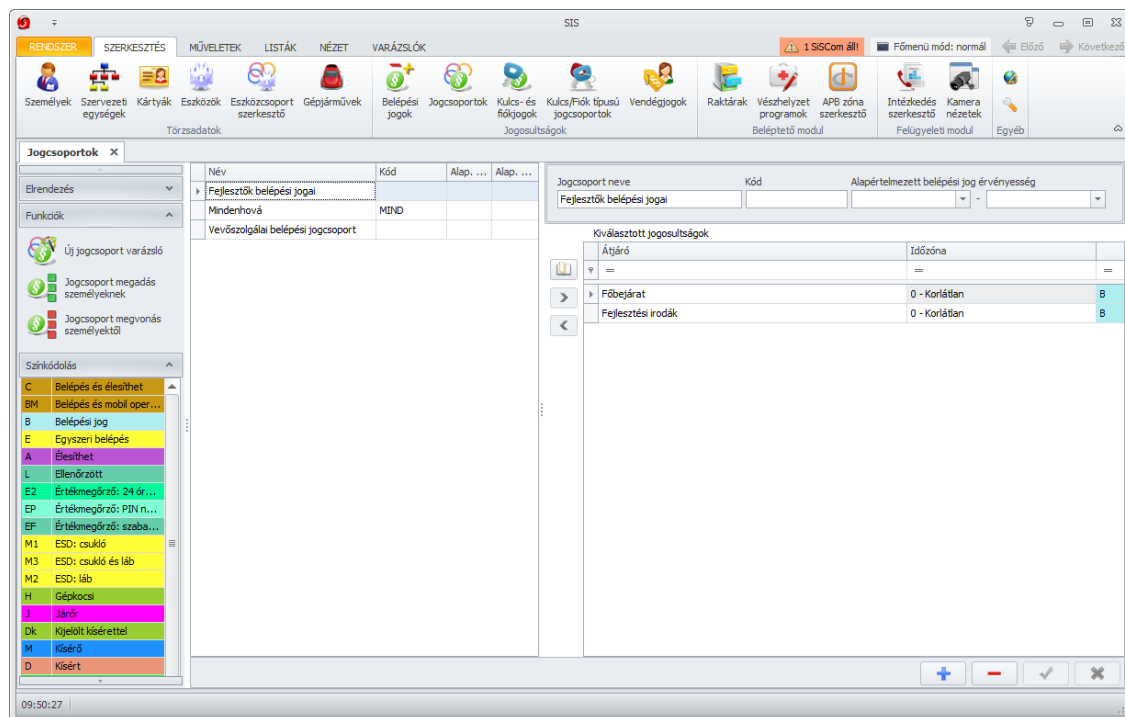 SIS
RENDSZER SZERKESZTÉS MŰVELETEK LISTÁK NÉZET VARÁZSLÓK
1 SiSCom áll! Főmenü mód: normál Előző Következő
Személyek Szervezeti egységek Kártyák Eszközök Eszközcsoport szerkesztő Gépjárművek
Törzsadatok
Belépési jogok Jogcsoportok Kulcs- és fiókjogok Kulcs/Fiók típusú jogcsoportok Vendégjogok
Jogosultságok
Raktárak Vészhelyzet programok APB zóna szerkesztő
Beléptető modul
Intézkedés szerkesztő Kamera nézetek
Felügyeleti modul
Egyéb
Jogcsoportok
Elrendezés
Funkciók
Új jogcsoport varázsló
Jogcsoport megadás
személyeknek
Jogcsoport megvonás
személyektől
Színkódolás
C Belépés és élesíthet
BM Belépés és mobil oper...
B Belépési jog
E Egyszeri belépés
A Élesíthet
L Ellenőrzött
E2 Értékmegőrző: 24 ór...
EP Értékmegőrző: PIN n...
EF Értékmegőrző: szaba...
M1 ESD: csukló
M3 ESD: csukló és láb
M2 ESD: láb
H Gépkocsi
J Járőr
Dk Kijelölt kísérettel
M Kísérő
D Kísért
Név Kód Alap. ... Alap. ...
Fejlesztők belépési jogai
Mindenhová MIND
Vevőszolgálai belépési jogcsoport
Jogcsoport neve Kód Alapértelmezett belépési jog érvényesség
Fejlesztők belépési jogai -
Kiválasztott jogosultságok
Átjáró Időzóna
= = =
Főbejárat 0 - Korlátlan B
Fejlesztési irodák 0 - Korlátlan B
09:50:27